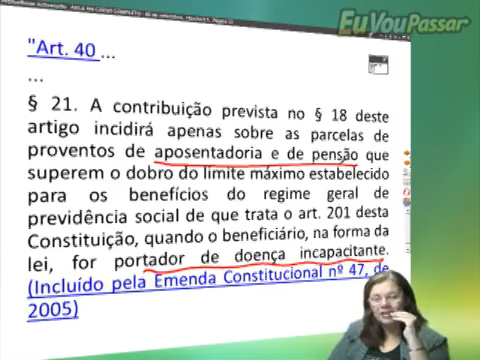 EuVouPassar
"Art. 40 ...
...
§ 21. A contribuição prevista no § 18 deste
artigo incidirá apenas sobre as parcelas de
proventos de aposentadoria e de pensão que
superem o dobro do limite máximo estabelecido
para os benefícios do regime geral de
previdência social de que trata o art. 201 desta
Constituição, quando o beneficiário, na forma da
lei, for portador de doença incapacitante.
(Incluído pela Emenda Constitucional nº 47, de
2005)